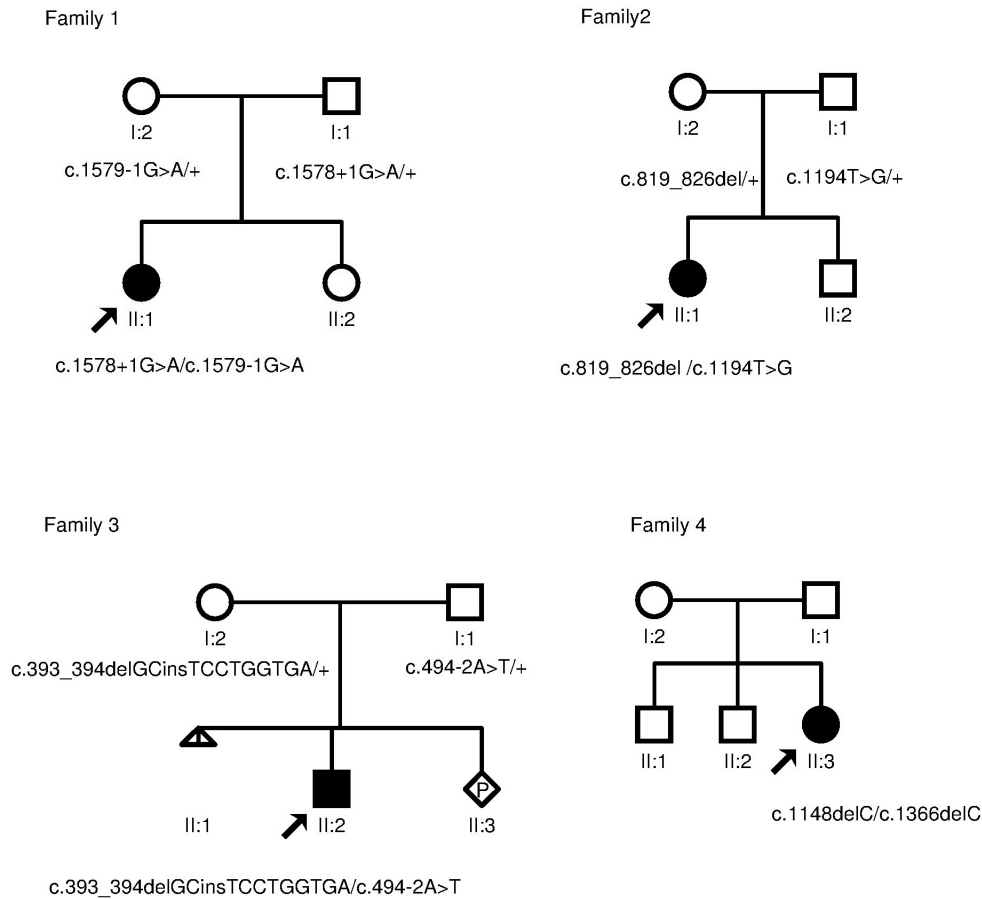 Family 1
I:2
I:1
c.1579-1G>A/+
c.1578+1G>A/+
II:1
II:2
c.1578+1G>A/c.1579-1G>A
Family2
I:2
I:1
c.819_826del/+
c.1194T>G/+
II:1
II:2
c.819_826del /c.1194T>G
Family 3
I:2
I:1
c.393_394delGCinsTCCTGGTGA/+
c.494-2A>T/+
P
II:1
II:2
II:3
c.393_394delGCinsTCCTGGTGA/c.494-2A>T
Family 4
I:2
I:1
II:1
II:2
II:3
c.1148delC/c.1366delC